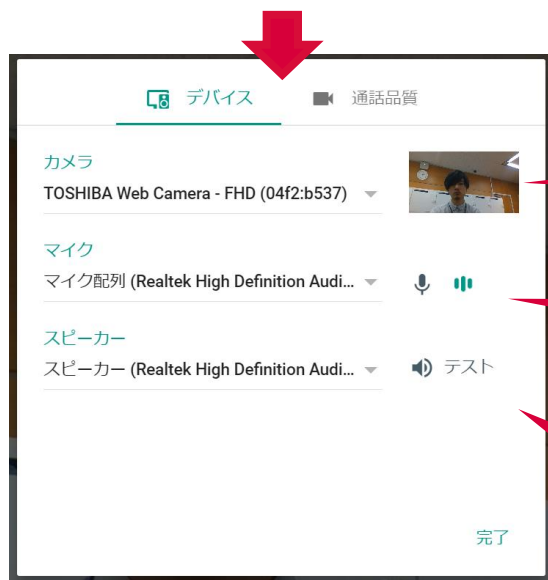 デバイス 通話品質
カメラ
TOSHIBA Web Camera - FHD (04f2:b537)
マイク
マイク配列 (Realtek High Definition Audi...
スピーカー
スピーカー (Realtek High Definition Audi... テスト
完了